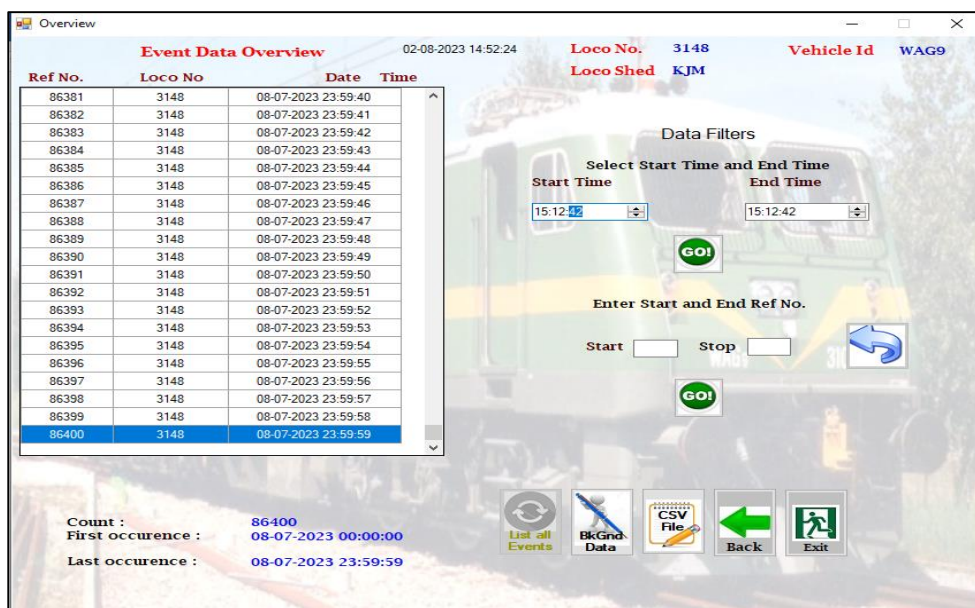 Overview
Event Data Overview
02-08-2023 14:52:24
Loco No. 3148
Vehicle Id WAG9
Loco Shed KJM
Ref No. Loco No Date Time
86381 3148 08-07-2023 23:59:40
86382 3148 08-07-2023 23:59:41
86383 3148 08-07-2023 23:59:42
86384 3148 08-07-2023 23:59:43
86385 3148 08-07-2023 23:59:44
86386 3148 08-07-2023 23:59:45
86387 3148 08-07-2023 23:59:46
86388 3148 08-07-2023 23:59:47
86389 3148 08-07-2023 23:59:48
86390 3148 08-07-2023 23:59:49
86391 3148 08-07-2023 23:59:50
86392 3148 08-07-2023 23:59:51
86393 3148 08-07-2023 23:59:52
86394 3148 08-07-2023 23:59:53
86395 3148 08-07-2023 23:59:54
86396 3148 08-07-2023 23:59:55
86397 3148 08-07-2023 23:59:56
86398 3148 08-07-2023 23:59:57
86399 3148 08-07-2023 23:59:58
86400 3148 08-07-2023 23:59:59
Data Filters
Select Start Time and End Time
Start Time End Time
15:12:42 15:12:42
GO!
Enter Start and End Ref No.
Start Stop
GO!
Count : 86400
First occurence : 08-07-2023 00:00:00
Last occurence : 08-07-2023 23:59:59
List all
Events
BkGnd
Data
CSV
File
Back
Exit